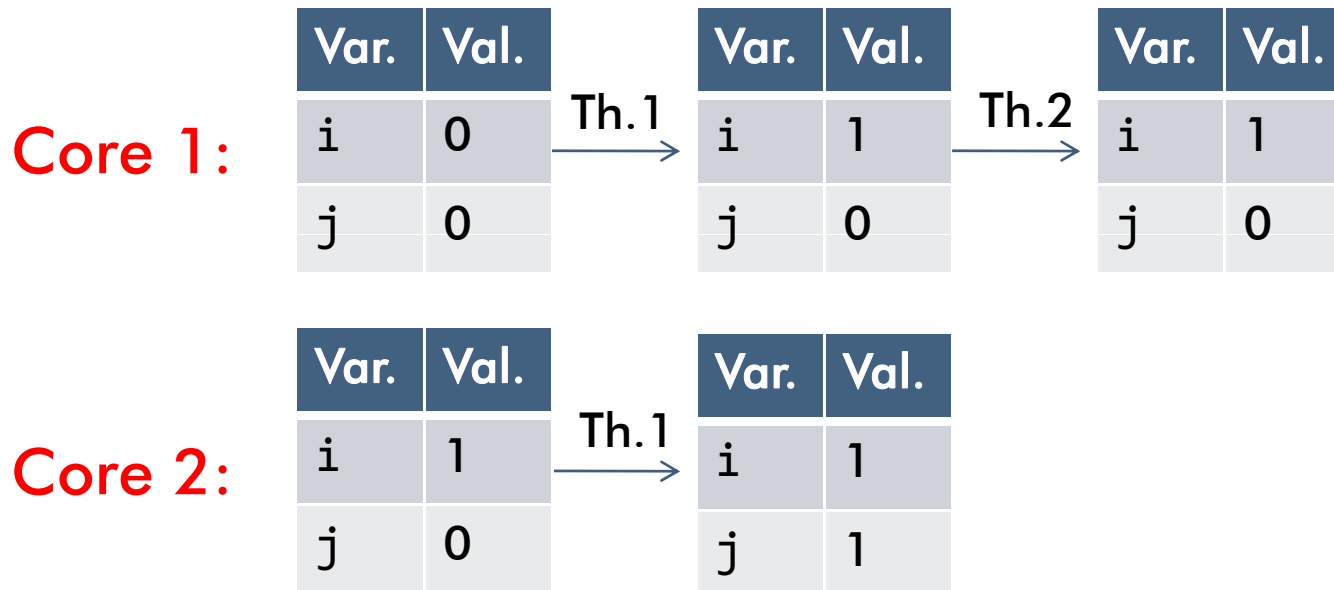 Var. Val. Var. Val. Var. Val.
Core 1: i 0 Th.1 i 1 Th.2 i 1
j 0 j 0 j 0
Var. Val. Var. Val.
Core 2: i 1 Th.1 i 1
j 0 j 1